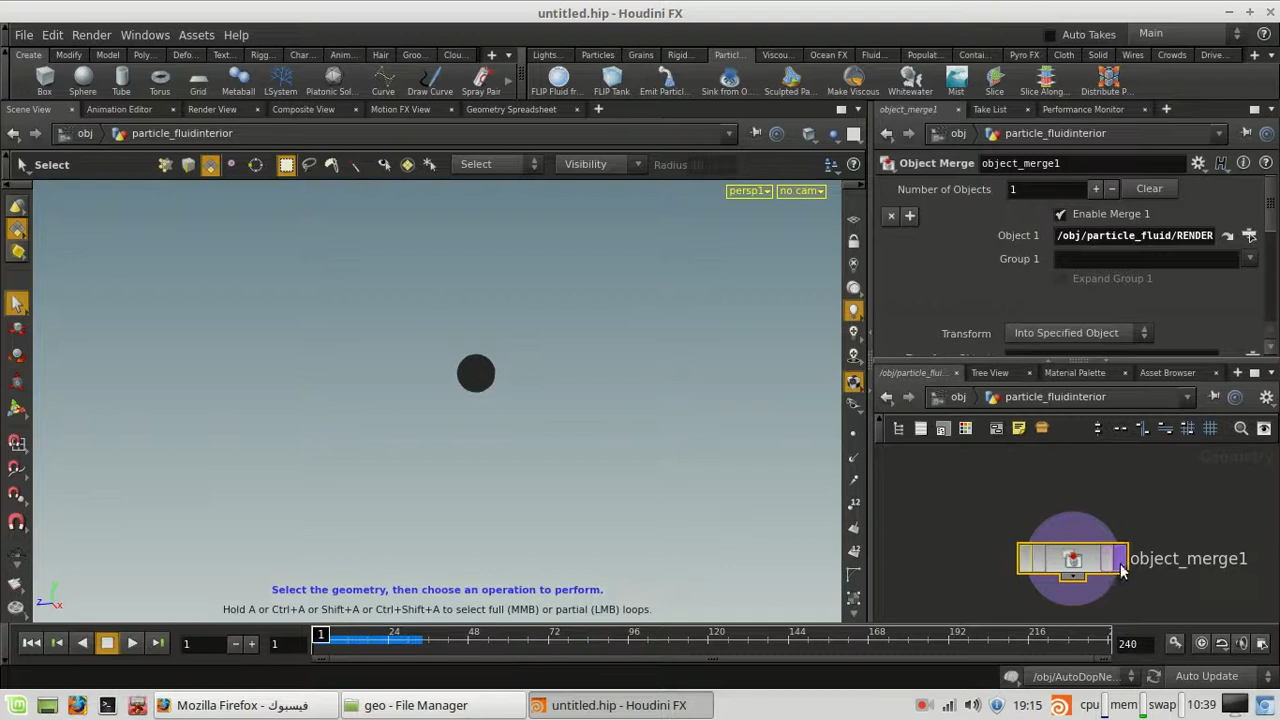 untitled.hip - Houdini FX
File Edit Render Windows Assets Help
Auto Takes Main
Create Modify Model Poly... Defo... Textu... Rigg... Char... Anim... Hair Groo... Clou...
Lights... Particles Grains Rigid... Particl... Viscou... Ocean FX Fluid... Populat... Contai... Pyro FX Cloth Solid Wires Crowds Drive...
Box Sphere Tube Torus Grid Metaball LSystem Platonic Sol... Curve Draw Curve Spray Pair
FLIP Fluid fr... FLIP Tank Emit Particl... Sink from O... Sculpted Pa... Make Viscous Whitewater Mist Slice Slice Along... Distribute P...
Scene View Animation Editor Render View Composite View Motion FX View Geometry Spreadsheet
object_merge1 Take List Performance Monitor
obj particle_fluidinterior
obj particle_fluidinterior
Select Select Visibility Radius
Object Merge object_merge1
persp1 no cam
Number of Objects 1 Clear
Enable Merge 1
Object 1 /obj/particle_fluid/RENDER
Group 1
Expand Group 1
Transform Into Specified Object
/obj/particle_flui... Tree View Material Palette Asset Browser
obj particle_fluidinterior
12
12
Geometry
object_merge1
Select the geometry, then choose an operation to perform.
Hold A or Ctrl+A or Shift+A or Ctrl+Shift+A to select full (MMB) or partial (LMB) loops.
1 1 1 24 48 72 96 120 144 168 192 216 2 240
/obj/AutoDopNe... Auto Update
Mozilla Firefox - فيسبوك geo - File Manager untitled.hip - Houdini FX 19:15 cpu mem swap 10:39